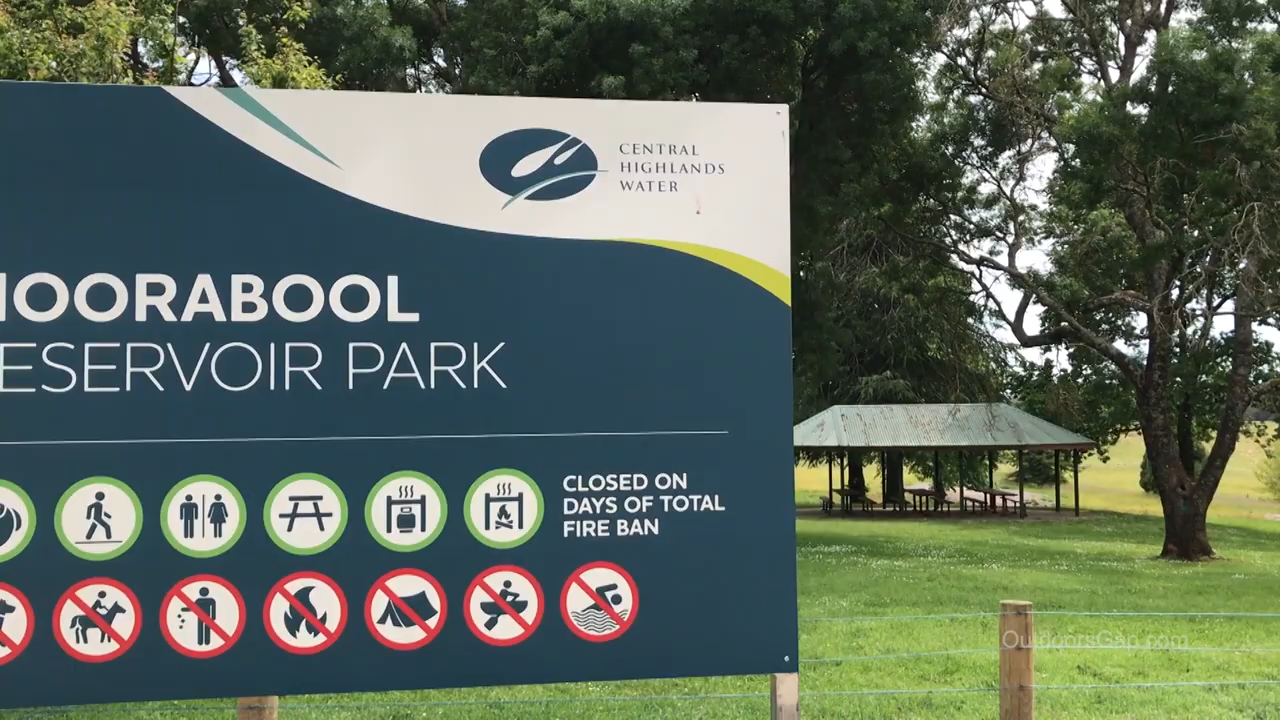 CENTRAL
HIGHLANDS
WATER
OORABOOL
ESERVOIR PARK
CLOSED ON
DAYS OF TOTAL
FIRE BAN
OutdoorsGap.com